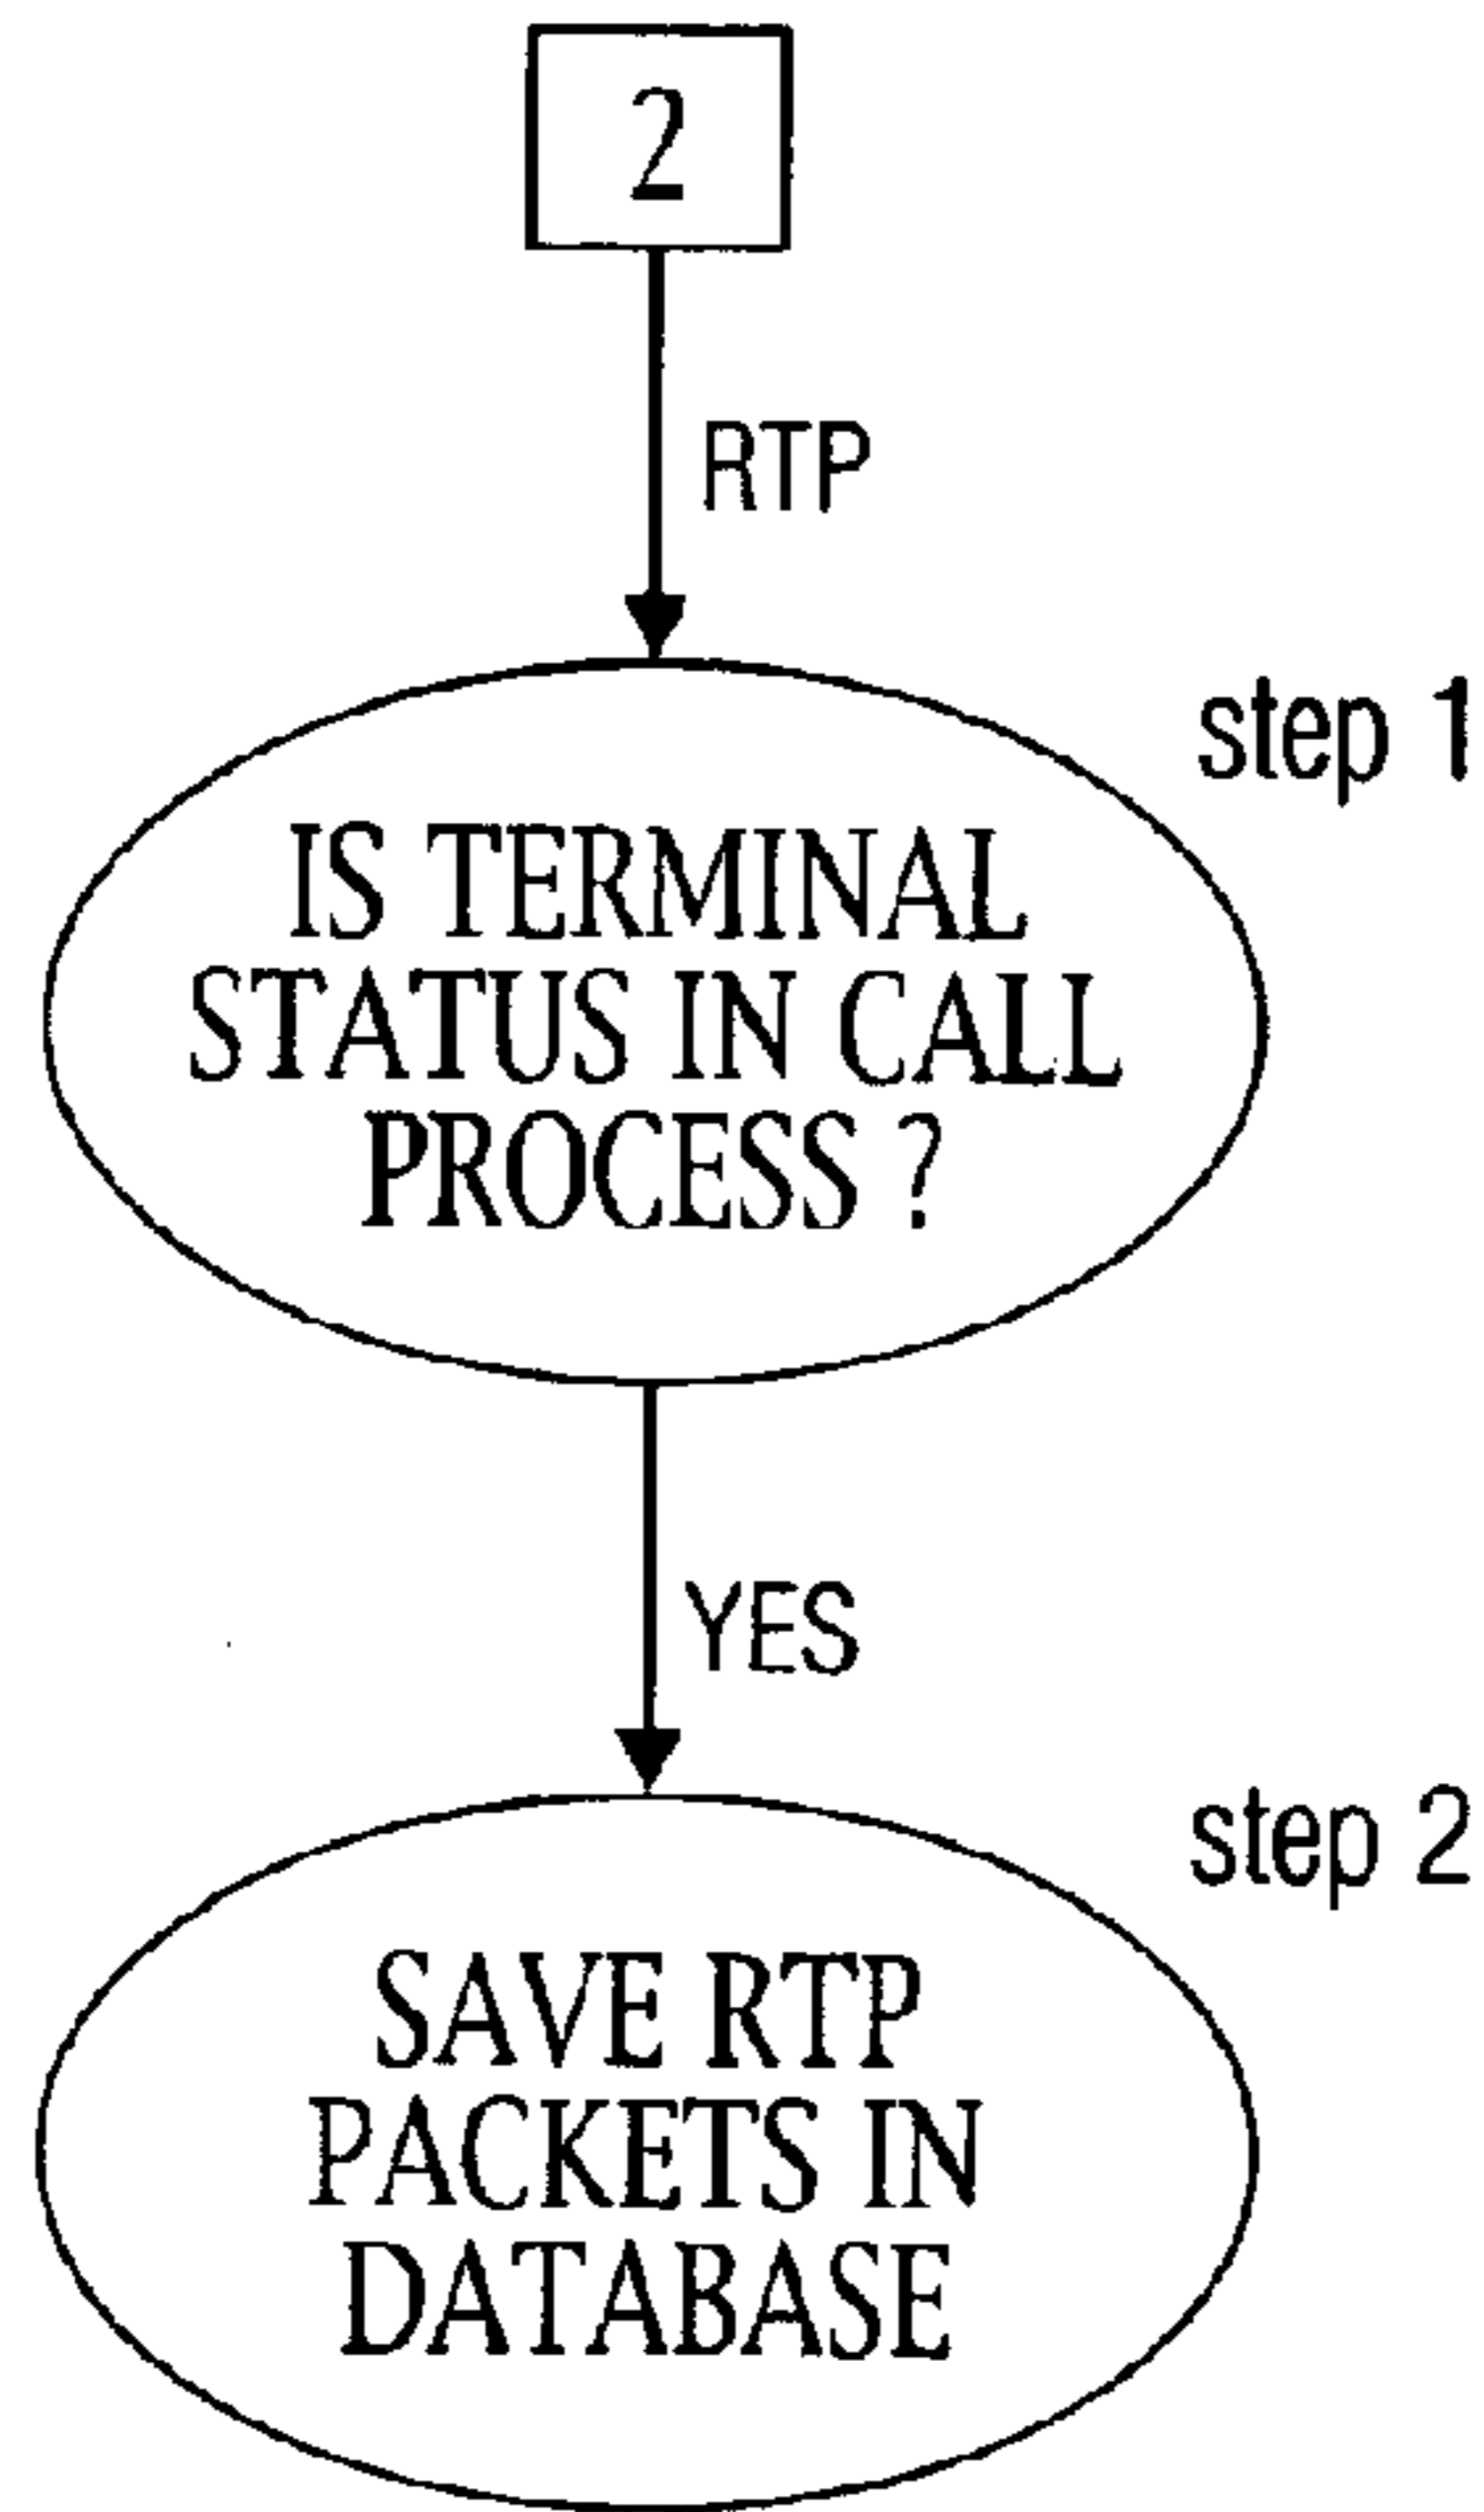 2
RTP
step 1
IS TERMINAL
STATUS IN CALL
PROCESS ?
YES
step 2
SAVE RTP
PACKETS IN
DATABASE